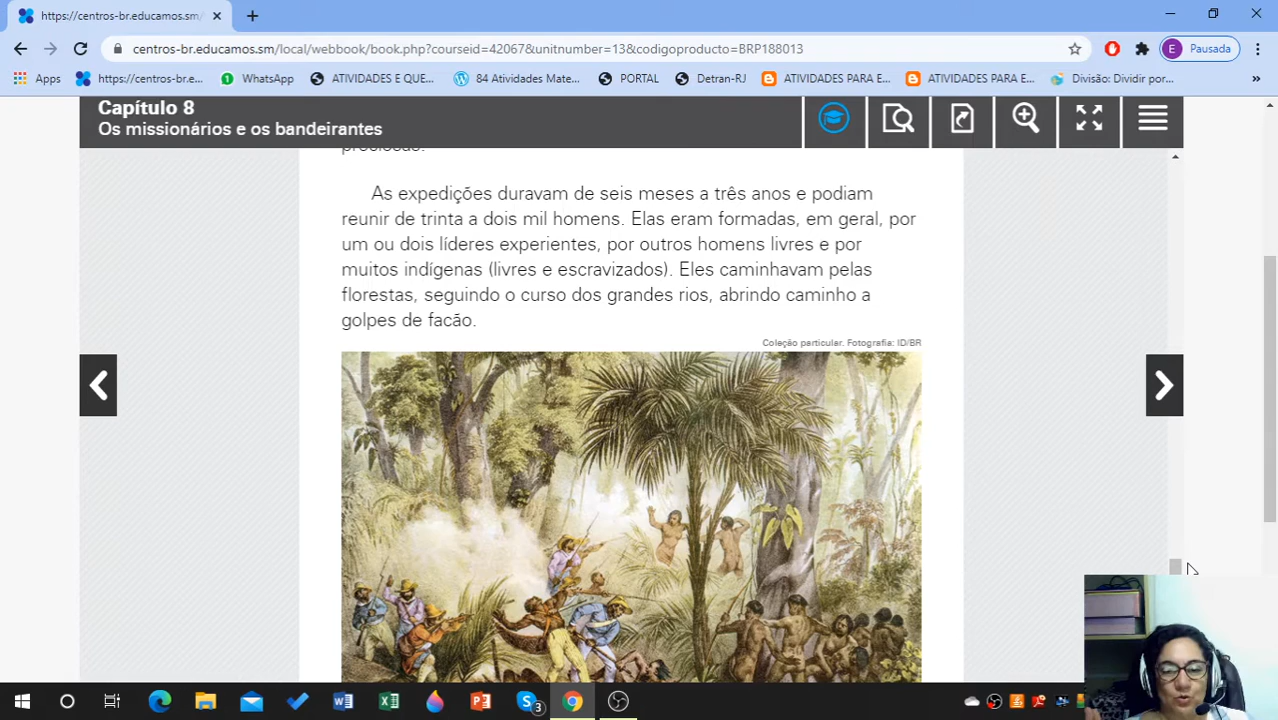 https://centros-br.educamos.sm/
centros-br.educamos.sm/local/webbook/book.php?courseid=42067&unitnumber=13&codigoproducto=BRP188013
E Pausada
Apps https://centros-br.e... WhatsApp ATIVIDADES E QUE... 84 Atividades Mate... PORTAL Detran-RJ ATIVIDADES PARA E... ATIVIDADES PARA E... Divisão: Dividir por... »
Capítulo 8
Os missionários e os bandeirantes
As expedições duravam de seis meses a três anos e podiam
reunir de trinta a dois mil homens. Elas eram formadas, em geral, por
um ou dois líderes experientes, por outros homens livres e por
muitos indígenas (livres e escravizados). Eles caminhavam pelas
florestas, seguindo o curso dos grandes rios, abrindo caminho a
golpes de facão.
Coleção particular. Fotografia: ID/BR
3